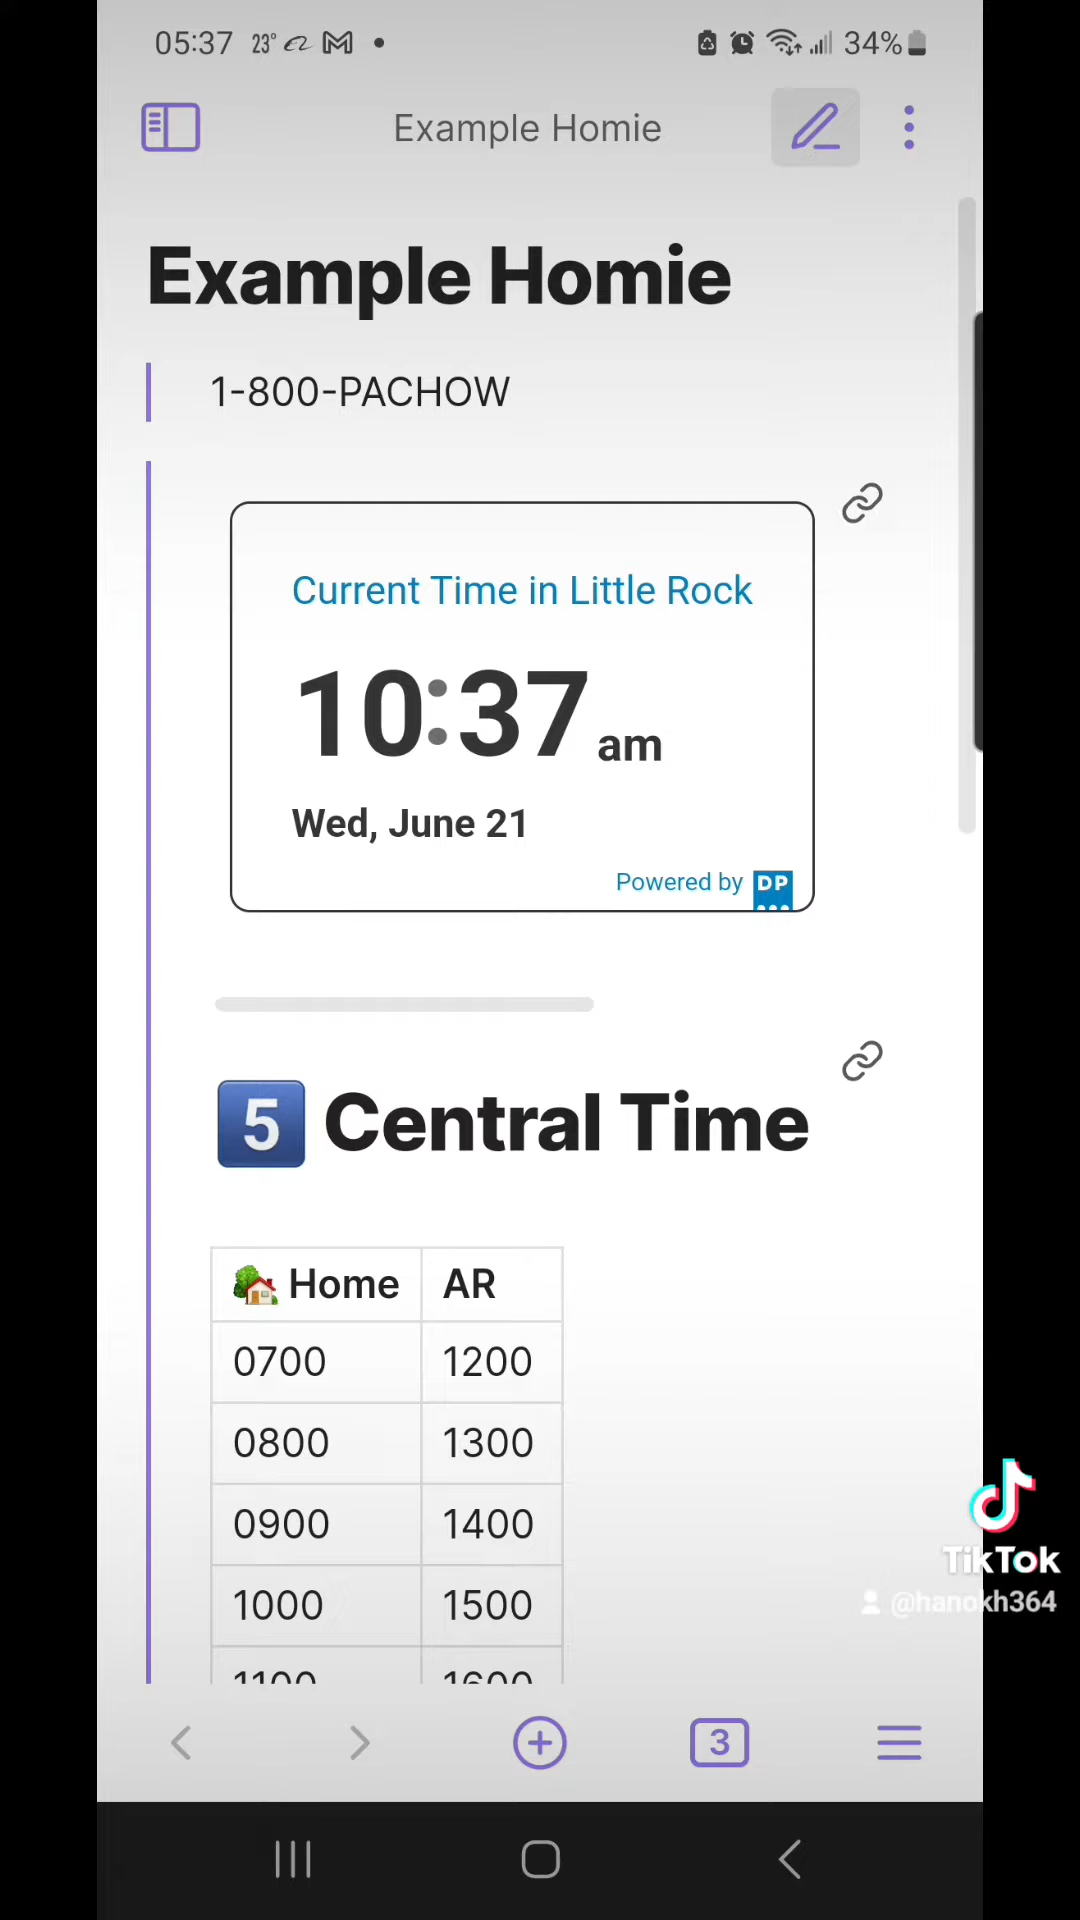 05:37 23° 34%
Example Homie
Example Homie
1-800-PACHOW
Current Time in Little Rock
10:37 am
Wed, June 21
Powered by DP
5 Central Time
🏡 Home AR
0700 1200
0800 1300
0900 1400
1000 1500
1100 1600
TikTok
@hanokh364
3